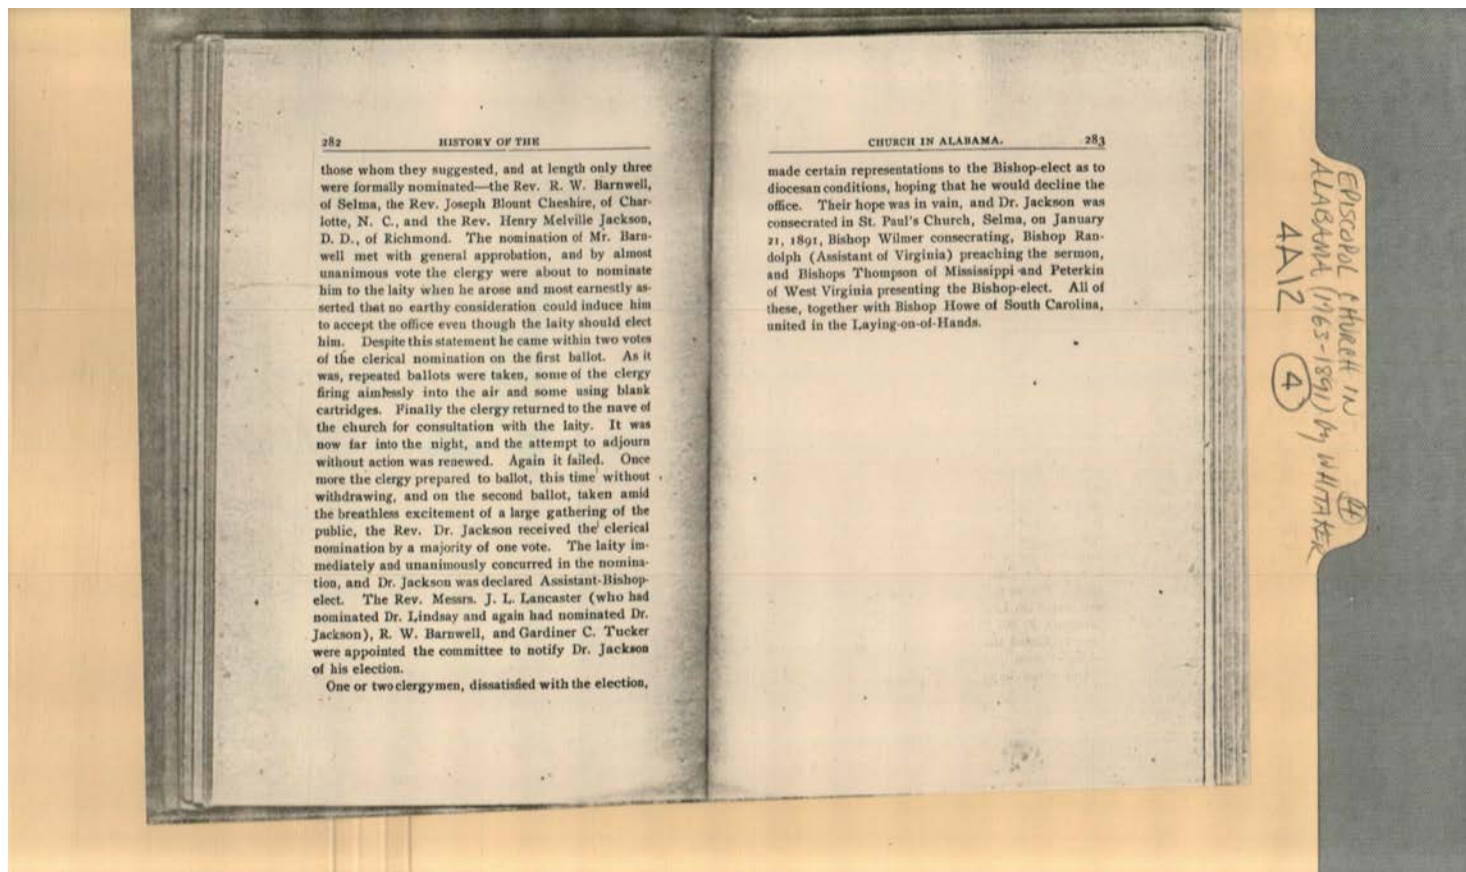 282 HISTORY OF THE
those whom they suggested, and at length only three
were formally nominated—the Rev. R. W. Barnwell,
of Selma, the Rev. Joseph Blount Cheshire, of Char-
lotte, N. C., and the Rev. Henry Melville Jackson,
D. D., of Richmond. The nomination of Mr. Barn-
well met with general approbation, and by almost
unanimous vote the clergy were about to nominate
him to the laity when he arose and most earnestly as-
serted that no earthy consideration could induce him
to accept the office even though the laity should elect
him. Despite this statement he came within two votes
of the clerical nomination on the first ballot. As it
was, repeated ballots were taken, some of the clergy
firing aimlessly into the air and some using blank
cartridges. Finally the clergy returned to the nave of
the church for consultation with the laity. It was
now far into the night, and the attempt to adjourn
without action was renewed. Again it failed. Once
more the clergy prepared to ballot, this time without
withdrawing, and on the second ballot, taken amid
the breathless excitement of a large gathering of the
public, the Rev. Dr. Jackson received the clerical
nomination by a majority of one vote. The laity im-
mediately and unanimously concurred in the nomina-
tion, and Dr. Jackson was declared Assistant-Bishop-
elect. The Rev. Messrs. J. L. Lancaster (who had
nominated Dr. Lindsay and again had nominated Dr.
Jackson), R. W. Barnwell, and Gardiner C. Tucker
were appointed the committee to notify Dr. Jackson
of his election.
One or two clergymen, dissatisfied with the election,
CHURCH IN ALABAMA. 283
made certain representations to the Bishop-elect as to
diocesan conditions, hoping that he would decline the
office. Their hope was in vain, and Dr. Jackson was
consecrated in St. Paul's Church, Selma, on January
21, 1891, Bishop Wilmer consecrating, Bishop Ran-
dolph (Assistant of Virginia) preaching the sermon,
and Bishops Thompson of Mississippi and Peterkin
of West Virginia presenting the Bishop-elect. All of
these, together with Bishop Howe of South Carolina,
united in the Laying-on-of-Hands.
EPISCOPOL CHURCH IN (4)
ALABAMA (1763-1891) by WHITAKER
4A12 (4)